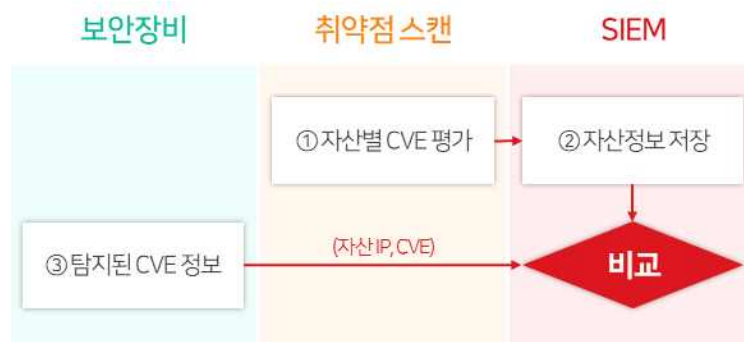 보안장비
취약점 스캔
SIEM
① 자산별 CVE 평가
② 자산정보 저장
③ 탐지된 CVE 정보
(자산 IP, CVE)
비교